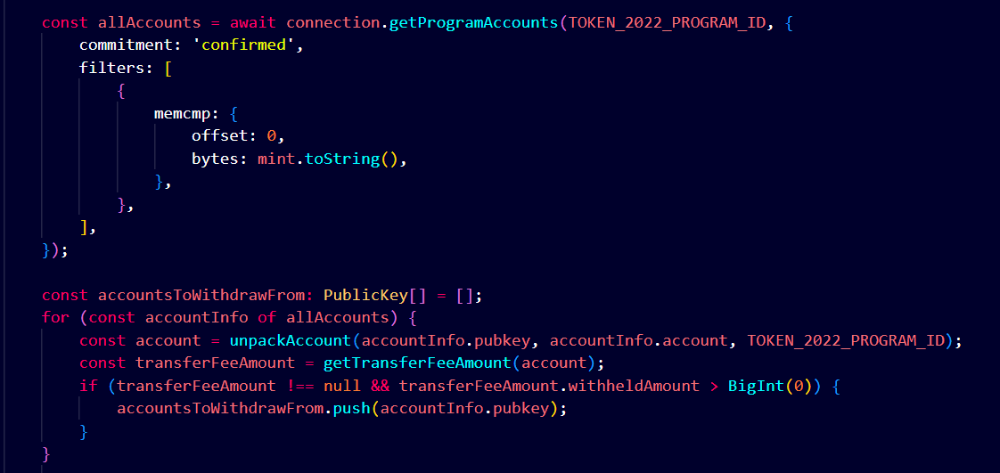 const allAccounts = await connection.getProgramAccounts(TOKEN_2022_PROGRAM_ID, {
    commitment: 'confirmed',
    filters: [
        {
            memcmp: {
                offset: 0,
                bytes: mint.toString(),
            },
        },
    ],
});

const accountsToWithdrawFrom: PublicKey[] = [];
for (const accountInfo of allAccounts) {
    const account = unpackAccount(accountInfo.pubkey, accountInfo.account, TOKEN_2022_PROGRAM_ID);
    const transferFeeAmount = getTransferFeeAmount(account);
    if (transferFeeAmount !== null && transferFeeAmount.withheldAmount > BigInt(0)) {
        accountsToWithdrawFrom.push(accountInfo.pubkey);
    }
}